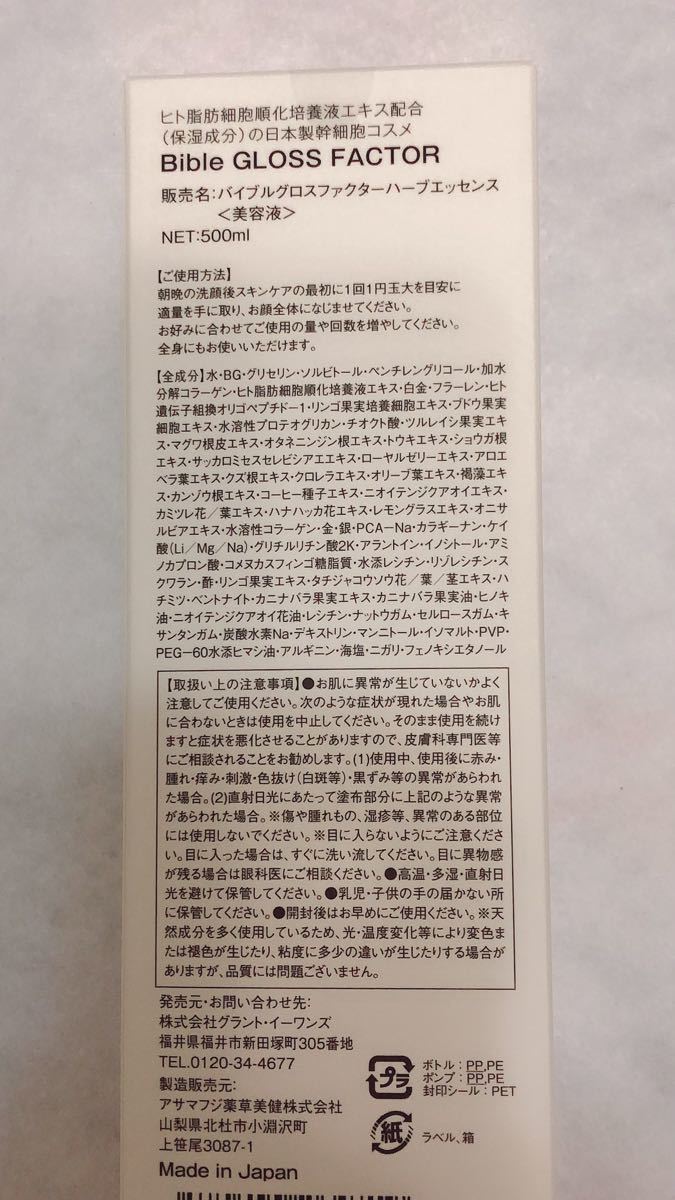 ヒト脂肪細胞順化培養液エキス配合
（保湿成分）の日本製幹細胞コスメ
Bible GLOSS FACTOR
販売名：バイブルグロスファクターハーブエッセンス
＜美容液＞
NET：500ml
【ご使用方法】
朝晩の洗顔後スキンケアの最初に1回1円玉大を目安に
適量を手に取り、お顔全体になじませてください。
お好みに合わせてご使用の量や回数を増やしてください。
全身にもお使いいただけます。
【全成分】水・BG・グリセリン・ソルビトール・ペンチレングリコール・加水
分解コラーゲン・ヒト脂肪細胞順化培養液エキス・白金・フラーレン・ヒト
遺伝子組換オリゴペプチド－1・リンゴ果実培養細胞エキス・ブドウ果実
細胞エキス・水溶性プロテオグリカン・チオクト酸・ツルレイシ果実エキ
ス・マグワ根皮エキス・オタネニンジン根エキス・トウキエキス・ショウガ根
エキス・サッカロミセスセレビシアエエキス・ローヤルゼリーエキス・アロエ
ベラ葉エキス・クズ根エキス・クロレラエキス・オリーブ葉エキス・褐藻エキ
ス・カンゾウ根エキス・コーヒー種子エキス・ニオイテンジクアオイエキス・
カミツレ花／葉エキス・ハナハッカ花エキス・レモングラスエキス・オニサ
ルビアエキス・水溶性コラーゲン・金・銀・PCA－Na・カラギーナン・ケイ
酸(Li／Mg／Na)・グリチルリチン酸2K・アラントイン・イノシトール・アミ
ノカプロン酸・コメヌカスフィンゴ糖脂質・水添レシチン・リゾレシチン・ス
クワラン・酢・リンゴ果実エキス・タチジャコウソウ花／葉／茎エキス・ハ
チミツ・ベントナイト・カニナバラ果実エキス・カニナバラ果実油・ヒノキ
油・ニオイテンジクアオイ花油・レシチン・ナットウガム・セルロースガム・キ
サンタンガム・炭酸水素Na・デキストリン・マンニトール・イソマルト・PVP・
PEG－60水添ヒマシ油・アルギニン・海塩・ニガリ・フェノキシエタノール
【取扱い上の注意事項】●お肌に異常が生じていないかよく
注意してご使用ください。次のような症状が現れた場合やお肌
に合わないときは使用を中止してください。そのまま使用を続け
ますと症状を悪化させることがありますので、皮膚科専門医等
にご相談されることをお勧めします。(1)使用中、使用後に赤み・
腫れ・痒み・刺激・色抜け(白斑等)・黒ずみ等の異常があらわれ
た場合。(2)直射日光にあたって塗布部分に上記のような異常
があらわれた場合。※傷や腫れもの、湿疹等、異常のある部位
には使用しないでください。※目に入らないようにご注意くださ
い。目に入った場合は、すぐに洗い流してください。目に異物感
が残る場合は眼科医にご相談ください。●高温・多湿・直射日
光を避けて保管してください。●乳児・子供の手の届かない所
に保管してください。●開封後はお早めにご使用ください。※天
然成分を多く使用しているため、光・温度変化等により変色ま
たは褪色が生じたり、粘度に多少の違いが生じたりする場合が
ありますが、品質には問題ございません。
発売元・お問い合わせ先：
株式会社グラント・イーワンズ
福井県福井市新田塚町305番地
TEL.0120-34-4677
製造販売元：
アサマフジ薬草美健株式会社
山梨県北杜市小淵沢町
上笹尾3087-1
Made in Japan
プラ
ボトル：PP,PE
ポンプ：PP,PE
封印シール：PET
紙
ラベル、箱